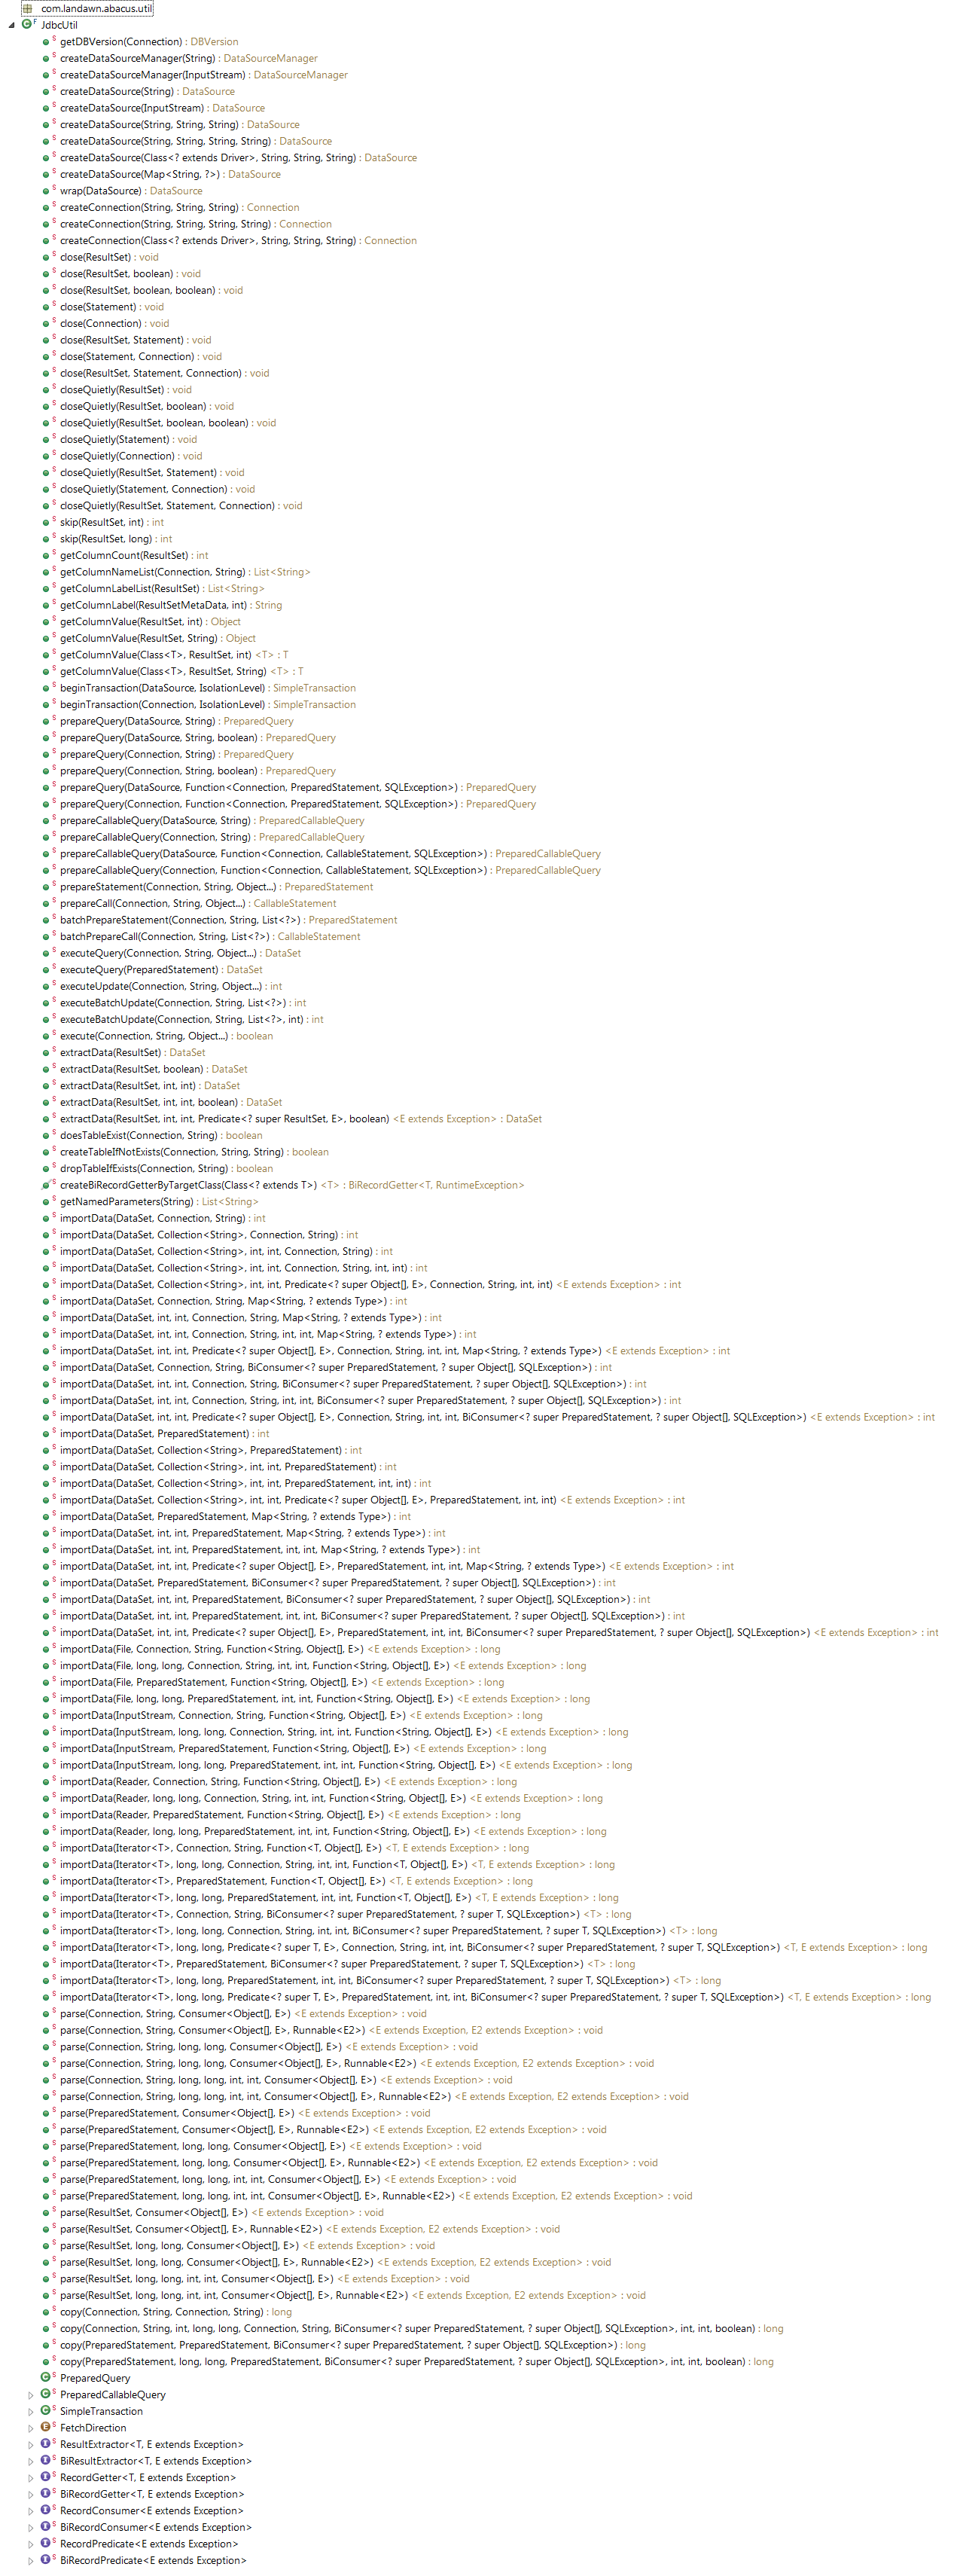 com.landawn.abacus.util
JdbcUtil
getDBVersion(Connection) : DBVersion
createDataSourceManager(String) : DataSourceManager
createDataSourceManager(InputStream) : DataSourceManager
createDataSource(String) : DataSource
createDataSource(InputStream) : DataSource
createDataSource(String, String, String) : DataSource
createDataSource(String, String, String, String) : DataSource
createDataSource(Class<? extends Driver>, String, String, String) : DataSource
createDataSource(Map<String, ?>) : DataSource
wrap(DataSource) : DataSource
createConnection(String, String, String) : Connection
createConnection(String, String, String, String) : Connection
createConnection(Class<? extends Driver>, String, String, String) : Connection
close(ResultSet) : void
close(ResultSet, boolean) : void
close(ResultSet, boolean, boolean) : void
close(Statement) : void
close(Connection) : void
close(ResultSet, Statement) : void
close(Statement, Connection) : void
close(ResultSet, Statement, Connection) : void
closeQuietly(ResultSet) : void
closeQuietly(ResultSet, boolean) : void
closeQuietly(ResultSet, boolean, boolean) : void
closeQuietly(Statement) : void
closeQuietly(Connection) : void
closeQuietly(ResultSet, Statement) : void
closeQuietly(Statement, Connection) : void
closeQuietly(ResultSet, Statement, Connection) : void
skip(ResultSet, int) : int
skip(ResultSet, long) : int
getColumnCount(ResultSet) : int
getColumnNameList(Connection, String) : List<String>
getColumnLabelList(ResultSet) : List<String>
getColumnLabel(ResultSetMetaData, int) : String
getColumnValue(ResultSet, int) : Object
getColumnValue(ResultSet, String) : Object
getColumnValue(Class<T>, ResultSet, int) <T> : T
getColumnValue(Class<T>, ResultSet, String) <T> : T
beginTransaction(DataSource, IsolationLevel) : SimpleTransaction
beginTransaction(Connection, IsolationLevel) : SimpleTransaction
prepareQuery(DataSource, String) : PreparedQuery
prepareQuery(DataSource, String, boolean) : PreparedQuery
prepareQuery(Connection, String) : PreparedQuery
prepareQuery(Connection, String, boolean) : PreparedQuery
prepareQuery(DataSource, Function<Connection, PreparedStatement, SQLException>) : PreparedQuery
prepareQuery(Connection, Function<Connection, PreparedStatement, SQLException>) : PreparedQuery
prepareCallableQuery(DataSource, String) : PreparedCallableQuery
prepareCallableQuery(Connection, String) : PreparedCallableQuery
prepareCallableQuery(DataSource, Function<Connection, CallableStatement, SQLException>) : PreparedCallableQuery
prepareCallableQuery(Connection, Function<Connection, CallableStatement, SQLException>) : PreparedCallableQuery
prepareStatement(Connection, String, Object...) : PreparedStatement
prepareCall(Connection, String, Object...) : CallableStatement
batchPrepareStatement(Connection, String, List<?>) : PreparedStatement
batchPrepareCall(Connection, String, List<?>) : CallableStatement
executeQuery(Connection, String, Object...) : DataSet
executeQuery(PreparedStatement) : DataSet
executeUpdate(Connection, String, Object...) : int
executeBatchUpdate(Connection, String, List<?>) : int
executeBatchUpdate(Connection, String, List<?>, int) : int
execute(Connection, String, Object...) : boolean
extractData(ResultSet) : DataSet
extractData(ResultSet, boolean) : DataSet
extractData(ResultSet, int, int) : DataSet
extractData(ResultSet, int, int, boolean) : DataSet
extractData(ResultSet, int, int, Predicate<? super ResultSet, E>, boolean) <E extends Exception> : DataSet
doesTableExist(Connection, String) : boolean
createTableIfNotExists(Connection, String, String) : boolean
dropTableIfExists(Connection, String) : boolean
createBiRecordGetterByTargetClass(Class<? extends T>) <T> : BiRecordGetter<T, RuntimeException>
getNamedParameters(String) : List<String>
importData(DataSet, Connection, String) : int
importData(DataSet, Collection<String>, Connection, String) : int
importData(DataSet, Collection<String>, int, int, Connection, String) : int
importData(DataSet, Collection<String>, int, int, Connection, String, int, int) : int
importData(DataSet, Collection<String>, int, int, Predicate<? super Object[], E>, Connection, String, int, int) <E extends Exception> : int
importData(DataSet, Connection, String, Map<String, ? extends Type>) : int
importData(DataSet, int, int, Connection, String, Map<String, ? extends Type>) : int
importData(DataSet, int, int, Connection, String, int, int, Map<String, ? extends Type>) : int
importData(DataSet, int, int, Predicate<? super Object[], E>, Connection, String, int, int, Map<String, ? extends Type>) <E extends Exception> : int
importData(DataSet, Connection, String, BiConsumer<? super PreparedStatement, ? super Object[], SQLException>) : int
importData(DataSet, int, int, Connection, String, BiConsumer<? super PreparedStatement, ? super Object[], SQLException>) : int
importData(DataSet, int, int, Connection, String, int, int, BiConsumer<? super PreparedStatement, ? super Object[], SQLException>) : int
importData(DataSet, int, int, Predicate<? super Object[], E>, Connection, String, int, int, BiConsumer<? super PreparedStatement, ? super Object[], SQLException>) <E extends Exception> : int
importData(DataSet, PreparedStatement) : int
importData(DataSet, Collection<String>, PreparedStatement) : int
importData(DataSet, Collection<String>, int, int, PreparedStatement) : int
importData(DataSet, Collection<String>, int, int, PreparedStatement, int, int) : int
importData(DataSet, Collection<String>, int, int, Predicate<? super Object[], E>, PreparedStatement, int, int) <E extends Exception> : int
importData(DataSet, PreparedStatement, Map<String, ? extends Type>) : int
importData(DataSet, int, int, PreparedStatement, Map<String, ? extends Type>) : int
importData(DataSet, int, int, PreparedStatement, int, int, Map<String, ? extends Type>) : int
importData(DataSet, int, int, Predicate<? super Object[], E>, PreparedStatement, int, int, Map<String, ? extends Type>) <E extends Exception> : int
importData(DataSet, PreparedStatement, BiConsumer<? super PreparedStatement, ? super Object[], SQLException>) : int
importData(DataSet, int, int, PreparedStatement, BiConsumer<? super PreparedStatement, ? super Object[], SQLException>) : int
importData(DataSet, int, int, PreparedStatement, int, int, BiConsumer<? super PreparedStatement, ? super Object[], SQLException>) : int
importData(DataSet, int, int, Predicate<? super Object[], E>, PreparedStatement, int, int, BiConsumer<? super PreparedStatement, ? super Object[], SQLException>) <E extends Exception> : int
importData(File, Connection, String, Function<String, Object[], E>) <E extends Exception> : long
importData(File, long, long, Connection, String, int, int, Function<String, Object[], E>) <E extends Exception> : long
importData(File, PreparedStatement, Function<String, Object[], E>) <E extends Exception> : long
importData(File, long, long, PreparedStatement, int, int, Function<String, Object[], E>) <E extends Exception> : long
importData(InputStream, Connection, String, Function<String, Object[], E>) <E extends Exception> : long
importData(InputStream, long, long, Connection, String, int, int, Function<String, Object[], E>) <E extends Exception> : long
importData(InputStream, PreparedStatement, Function<String, Object[], E>) <E extends Exception> : long
importData(InputStream, long, long, PreparedStatement, int, int, Function<String, Object[], E>) <E extends Exception> : long
importData(Reader, Connection, String, Function<String, Object[], E>) <E extends Exception> : long
importData(Reader, long, long, Connection, String, int, int, Function<String, Object[], E>) <E extends Exception> : long
importData(Reader, PreparedStatement, Function<String, Object[], E>) <E extends Exception> : long
importData(Reader, long, long, PreparedStatement, int, int, Function<String, Object[], E>) <E extends Exception> : long
importData(Iterator<T>, Connection, String, Function<T, Object[], E>) <T, E extends Exception> : long
importData(Iterator<T>, long, long, Connection, String, int, int, Function<T, Object[], E>) <T, E extends Exception> : long
importData(Iterator<T>, PreparedStatement, Function<T, Object[], E>) <T, E extends Exception> : long
importData(Iterator<T>, long, long, PreparedStatement, int, int, Function<T, Object[], E>) <T, E extends Exception> : long
importData(Iterator<T>, Connection, String, BiConsumer<? super PreparedStatement, ? super T, SQLException>) <T> : long
importData(Iterator<T>, long, long, Connection, String, int, int, BiConsumer<? super PreparedStatement, ? super T, SQLException>) <T> : long
importData(Iterator<T>, long, long, Predicate<? super T, E>, Connection, String, int, int, BiConsumer<? super PreparedStatement, ? super T, SQLException>) <T, E extends Exception> : long
importData(Iterator<T>, PreparedStatement, BiConsumer<? super PreparedStatement, ? super T, SQLException>) <T> : long
importData(Iterator<T>, long, long, PreparedStatement, int, int, BiConsumer<? super PreparedStatement, ? super T, SQLException>) <T> : long
importData(Iterator<T>, long, long, Predicate<? super T, E>, PreparedStatement, int, int, BiConsumer<? super PreparedStatement, ? super T, SQLException>) <T, E extends Exception> : long
parse(Connection, String, Consumer<Object[], E>) <E extends Exception> : void
parse(Connection, String, Consumer<Object[], E>, Runnable<E2>) <E extends Exception, E2 extends Exception> : void
parse(Connection, String, long, long, Consumer<Object[], E>) <E extends Exception> : void
parse(Connection, String, long, long, Consumer<Object[], E>, Runnable<E2>) <E extends Exception, E2 extends Exception> : void
parse(Connection, String, long, long, int, int, Consumer<Object[], E>) <E extends Exception> : void
parse(Connection, String, long, long, int, int, Consumer<Object[], E>, Runnable<E2>) <E extends Exception, E2 extends Exception> : void
parse(PreparedStatement, Consumer<Object[], E>) <E extends Exception> : void
parse(PreparedStatement, Consumer<Object[], E>, Runnable<E2>) <E extends Exception, E2 extends Exception> : void
parse(PreparedStatement, long, long, Consumer<Object[], E>) <E extends Exception> : void
parse(PreparedStatement, long, long, Consumer<Object[], E>, Runnable<E2>) <E extends Exception, E2 extends Exception> : void
parse(PreparedStatement, long, long, int, int, Consumer<Object[], E>) <E extends Exception> : void
parse(PreparedStatement, long, long, int, int, Consumer<Object[], E>, Runnable<E2>) <E extends Exception, E2 extends Exception> : void
parse(ResultSet, Consumer<Object[], E>) <E extends Exception> : void
parse(ResultSet, Consumer<Object[], E>, Runnable<E2>) <E extends Exception, E2 extends Exception> : void
parse(ResultSet, long, long, Consumer<Object[], E>) <E extends Exception> : void
parse(ResultSet, long, long, Consumer<Object[], E>, Runnable<E2>) <E extends Exception, E2 extends Exception> : void
parse(ResultSet, long, long, int, int, Consumer<Object[], E>) <E extends Exception> : void
parse(ResultSet, long, long, int, int, Consumer<Object[], E>, Runnable<E2>) <E extends Exception, E2 extends Exception> : void
copy(Connection, String, Connection, String) : long
copy(Connection, String, int, long, long, Connection, String, BiConsumer<? super PreparedStatement, ? super Object[], SQLException>, int, int, boolean) : long
copy(PreparedStatement, PreparedStatement, BiConsumer<? super PreparedStatement, ? super Object[], SQLException>) : long
copy(PreparedStatement, long, long, PreparedStatement, BiConsumer<? super PreparedStatement, ? super Object[], SQLException>, int, int, boolean) : long
PreparedQuery
PreparedCallableQuery
SimpleTransaction
FetchDirection
ResultExtractor<T, E extends Exception>
BiResultExtractor<T, E extends Exception>
RecordGetter<T, E extends Exception>
BiRecordGetter<T, E extends Exception>
RecordConsumer<E extends Exception>
BiRecordConsumer<E extends Exception>
RecordPredicate<E extends Exception>
BiRecordPredicate<E extends Exception>